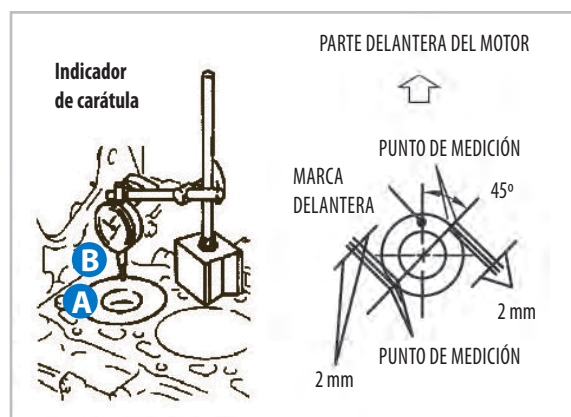 Indicador
de carátula
B
A
PARTE DELANTERA DEL MOTOR
PUNTO DE MEDICIÓN
MARCA
DELANTERA
45º
2 mm
PUNTO DE MEDICIÓN
2 mm